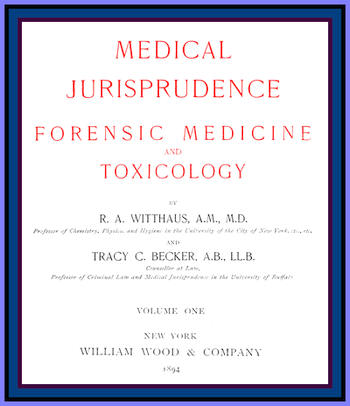 MEDICAL
JURISPRUDENCE
FORENSIC MEDICINE
AND
TOXICOLOGY
BY
R. A. WITTHAUS, A.M., M.D.
Professor of Chemistry, Physics, and Hygiene in the University of the City of New York, etc., etc.
AND
TRACY C. BECKER, A.B., LL.B.
Counsellor at Law,
Professor of Criminal Law and Medical Jurisprudence in the University of Buffalo
VOLUME ONE
NEW YORK
WILLIAM WOOD & COMPANY
1894